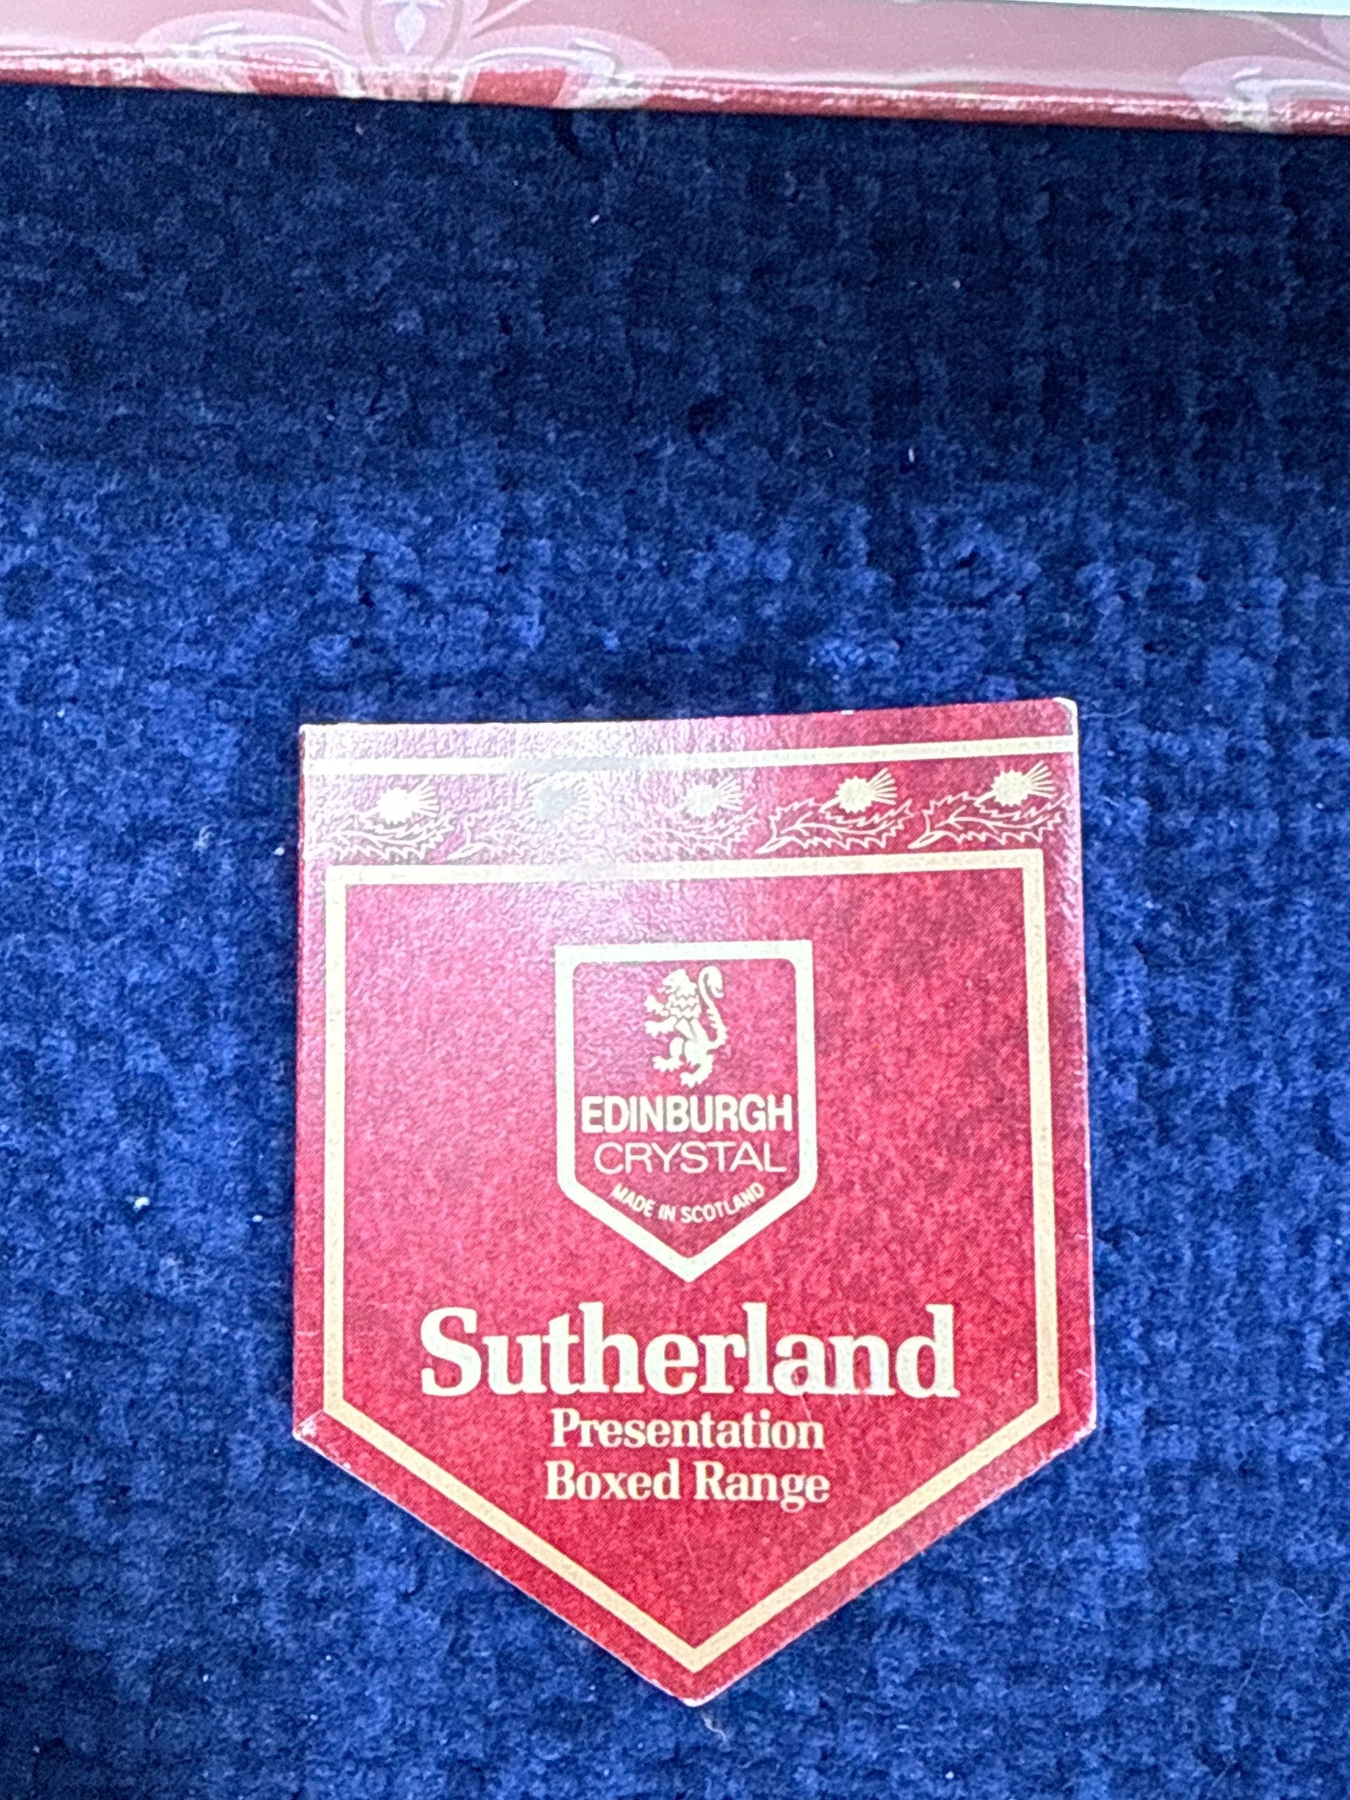 EDINBURGH
CRYSTAL
MADE IN SCOTLAND
Sutherland
Presentation
Boxed Range